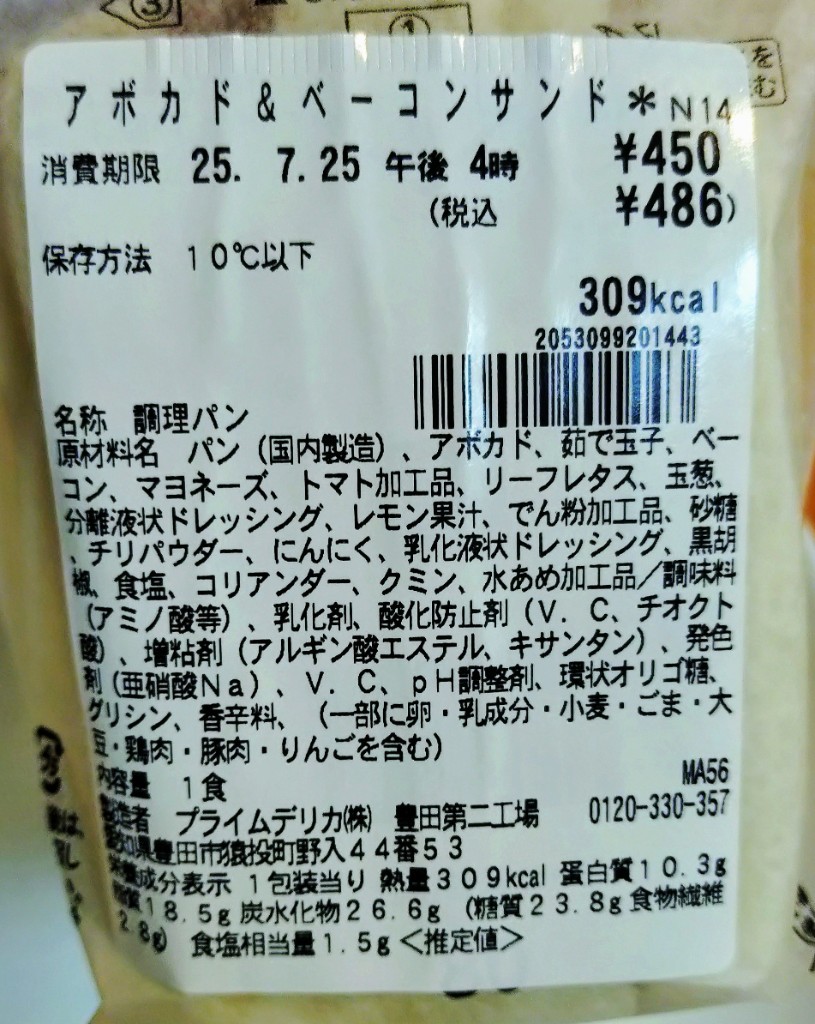 ③
①
を
む
アボカド&ベーコンサンド*N14
消費期限 25. 7.25 午後 4時 ¥450
(税込 ¥486)
保存方法 10℃以下
309kcal
2053099201443
名称 調理パン
原材料名 パン(国内製造)、アボカド、茹で玉子、ベー
コン、マヨネーズ、トマト加工品、リーフレタス、玉葱、
分離液状ドレッシング、レモン果汁、でん粉加工品、砂糖
、チリパウダー、にんにく、乳化液状ドレッシング、黒胡
椒、食塩、コリアンダー、クミン、水あめ加工品/調味料
(アミノ酸等)、乳化剤、酸化防止剤(V.C、チオクト
酸)、増粘剤(アルギン酸エステル、キサンタン)、発色
剤(亜硝酸Na)、V.C、pH調整剤、環状オリゴ糖、
グリシン、香辛料、(一部に卵・乳成分・小麦・ごま・大
豆・鶏肉・豚肉・りんごを含む)
内容量 1食 MA56
製造者 プライムデリカ㈱ 豊田第二工場 0120-330-357
愛知県豊田市猿投町野入44番53
栄養成分表示 1包装当り 熱量309kcal 蛋白質10.3g
脂質18.5g 炭水化物26.6g (糖質23.8g 食物繊維
2.8g) 食塩相当量1.5g<推定値>